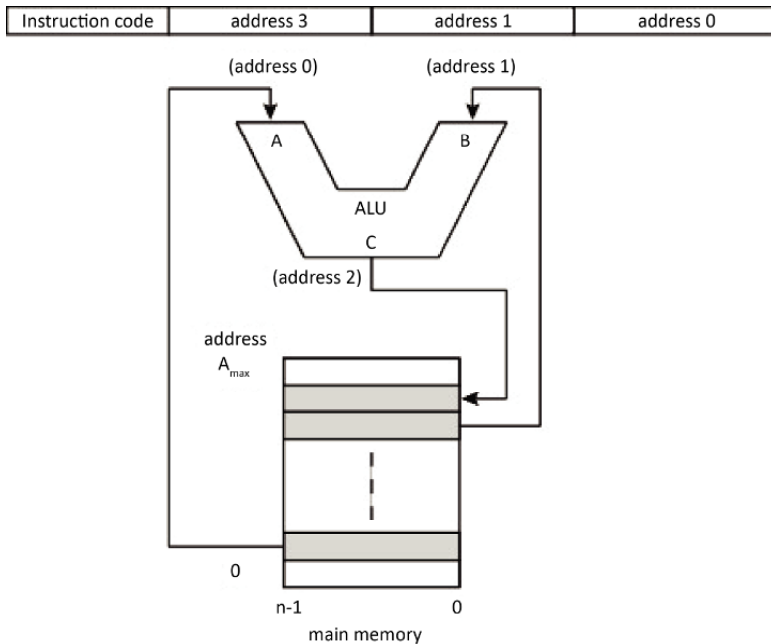 Instruction code address 3 address 1 address 0
(address 0) (address 1)
A B
ALU
C
(address 2)
address
Amax
0
n-1 0
main memory